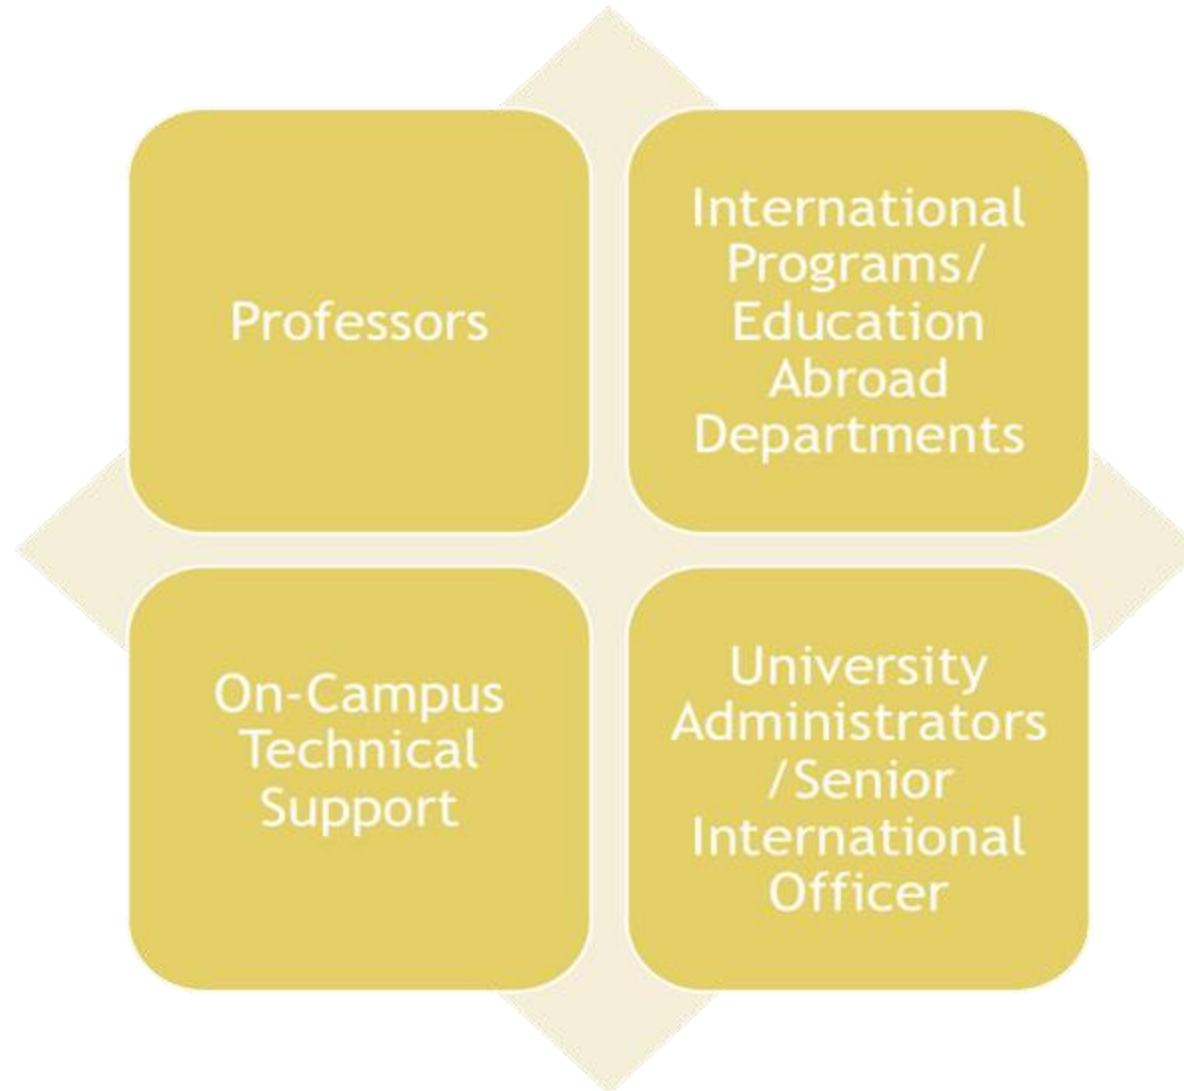 Professors
International
Programs/
Education
Abroad
Departments
On-Campus
Technical
Support
University
Administrators
/Senior
International
Officer